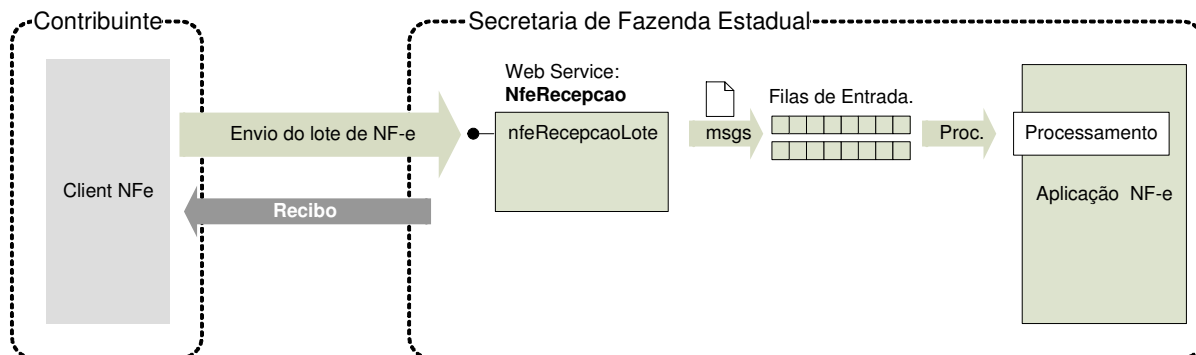 Contribuinte
Secretaria de Fazenda Estadual
Client NFe
Envio do lote de NF-e
Recibo
Web Service:
NfeRecepcao
nfeRecepcaoLote
msgs
Filas de Entrada.
Proc.
Processamento
Aplicação NF-e